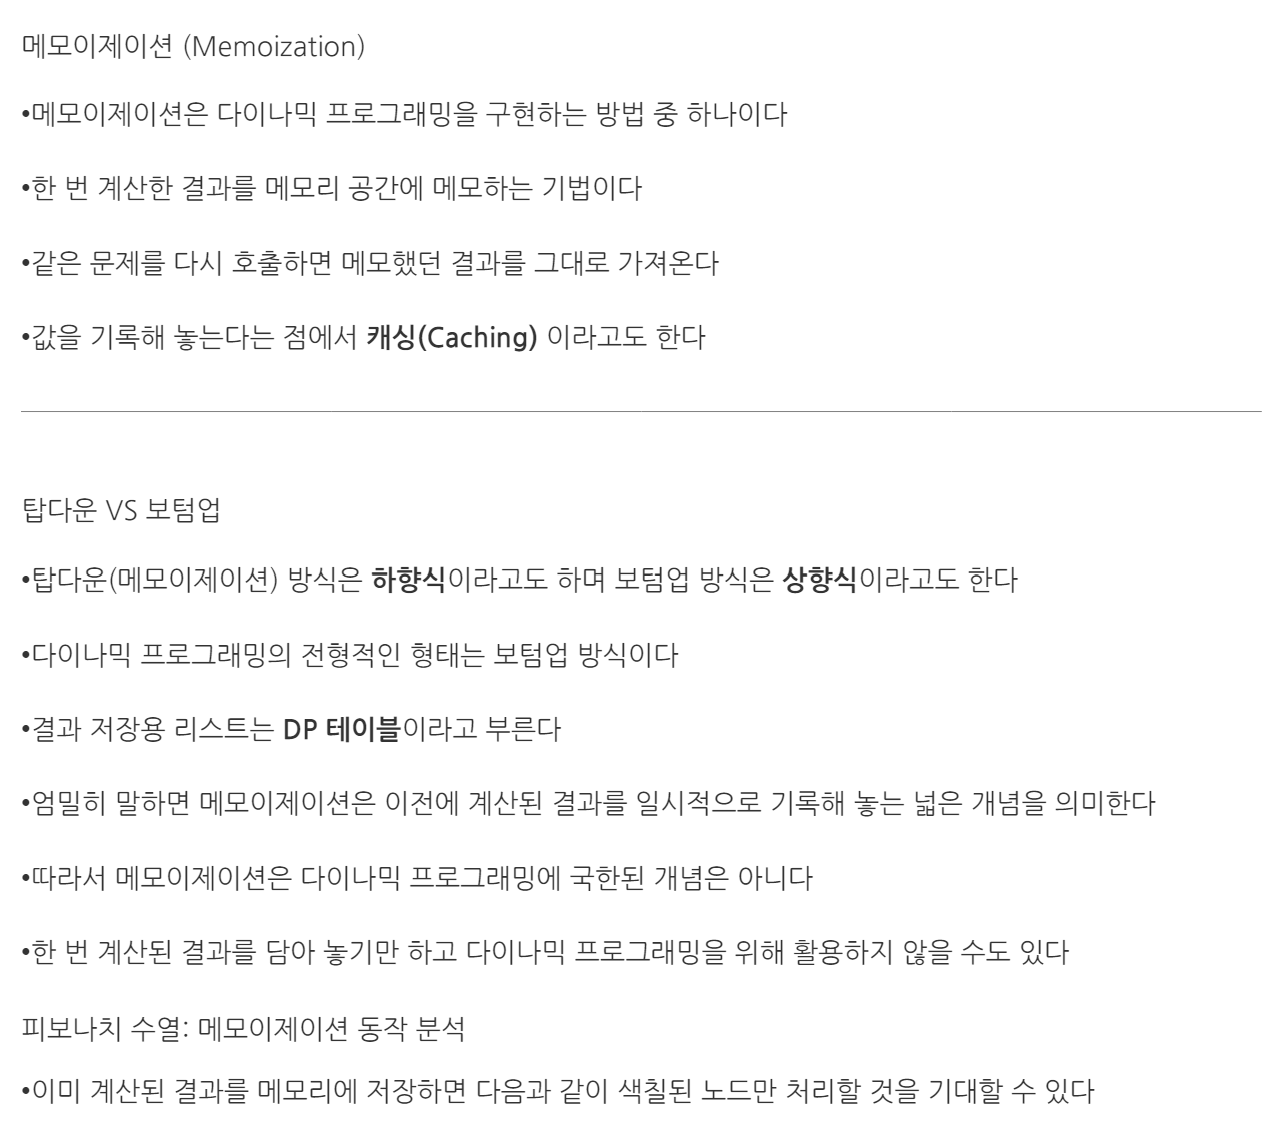 메모이제이션 (Memoization)
•메모이제이션은 다이나믹 프로그래밍을 구현하는 방법 중 하나이다
•한 번 계산한 결과를 메모리 공간에 메모하는 기법이다
•같은 문제를 다시 호출하면 메모했던 결과를 그대로 가져온다
•값을 기록해 놓는다는 점에서 캐싱(Caching) 이라고도 한다
탑다운 VS 보텀업
•탑다운(메모이제이션) 방식은 하향식이라고도 하며 보텀업 방식은 상향식이라고도 한다
•다이나믹 프로그래밍의 전형적인 형태는 보텀업 방식이다
•결과 저장용 리스트는 DP 테이블이라고 부른다
•엄밀히 말하면 메모이제이션은 이전에 계산된 결과를 일시적으로 기록해 놓는 넓은 개념을 의미한다
•따라서 메모이제이션은 다이나믹 프로그래밍에 국한된 개념은 아니다
•한 번 계산된 결과를 담아 놓기만 하고 다이나믹 프로그래밍을 위해 활용하지 않을 수도 있다
피보나치 수열: 메모이제이션 동작 분석
•이미 계산된 결과를 메모리에 저장하면 다음과 같이 색칠된 노드만 처리할 것을 기대할 수 있다